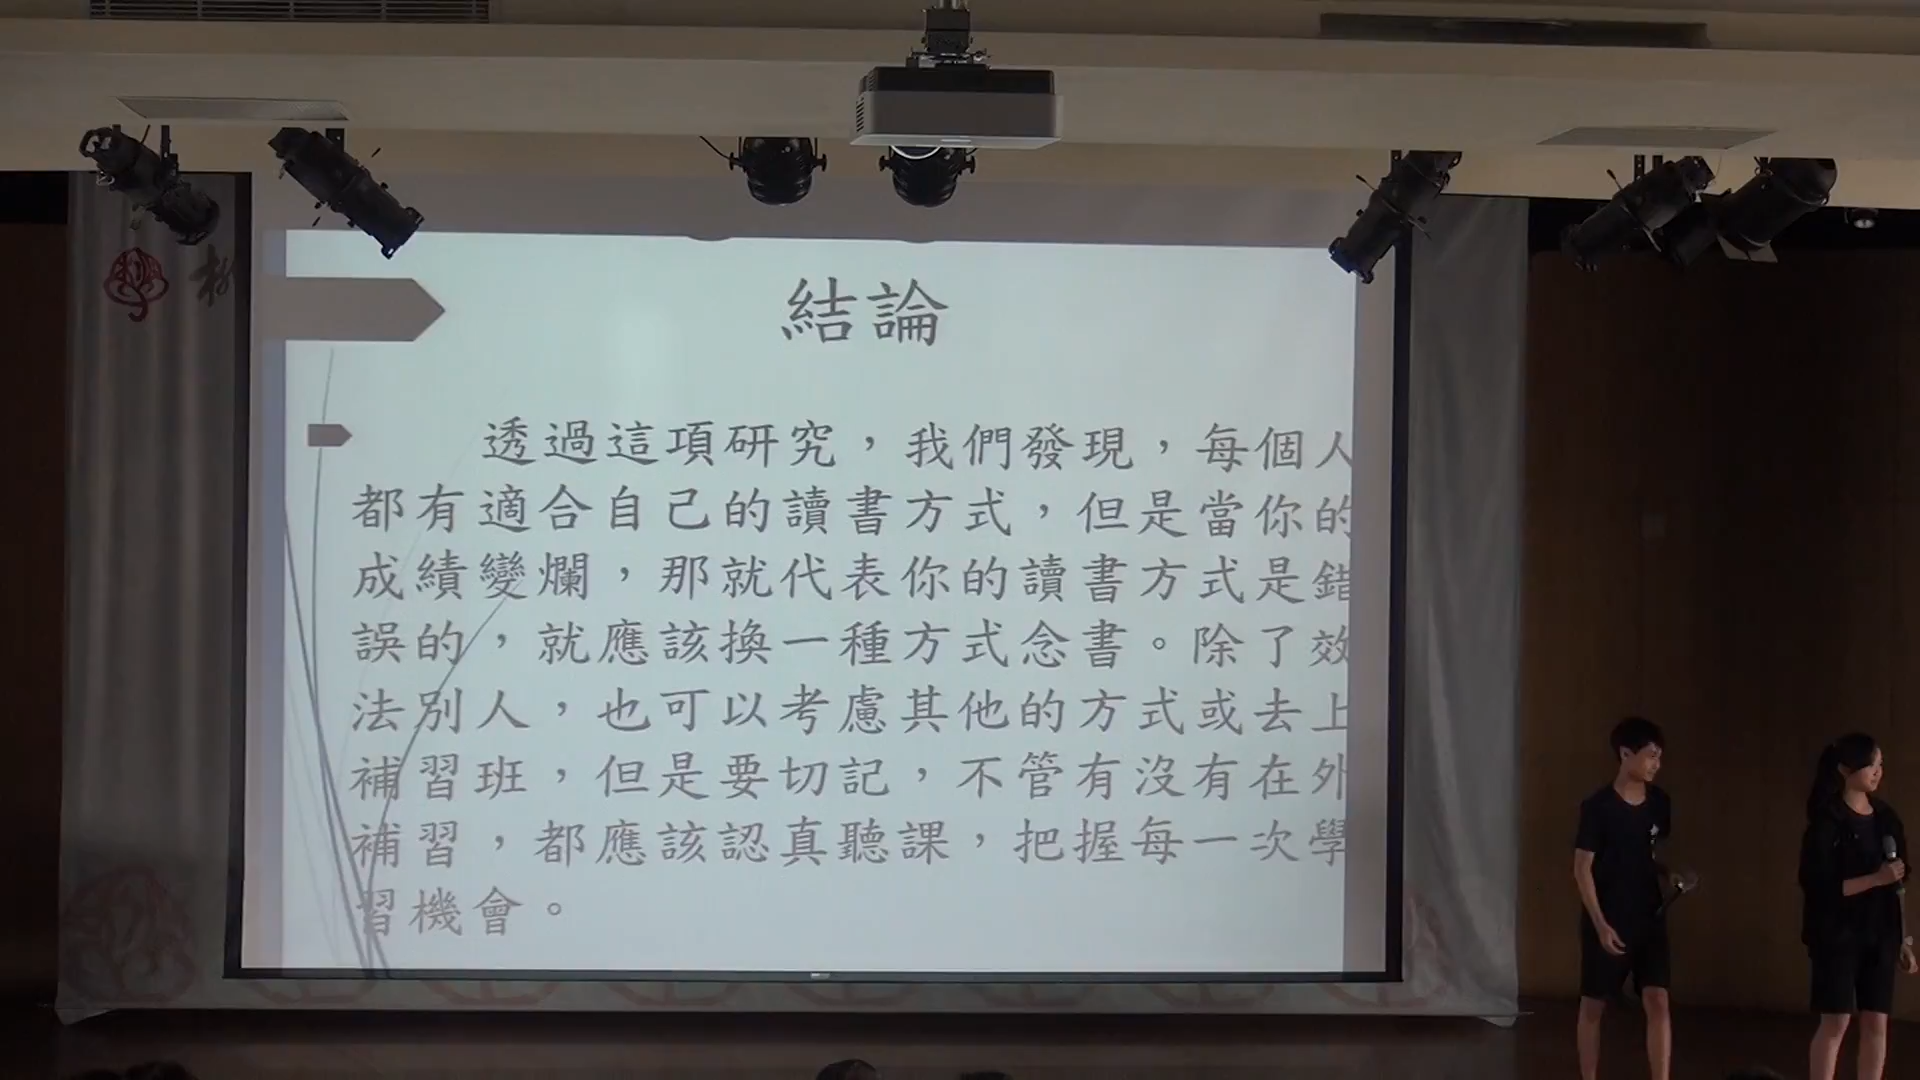 結論
透過這項研究，我們發現，每個人
都有適合自己的讀書方式，但是當你的
成績變爛，那就代表你的讀書方式是錯
誤的，就應該換一種方式念書。除了效
法別人，也可以考慮其他的方式或去上
補習班，但是要切記，不管有沒有在外
補習，都應該認真聽課，把握每一次學
習機會。